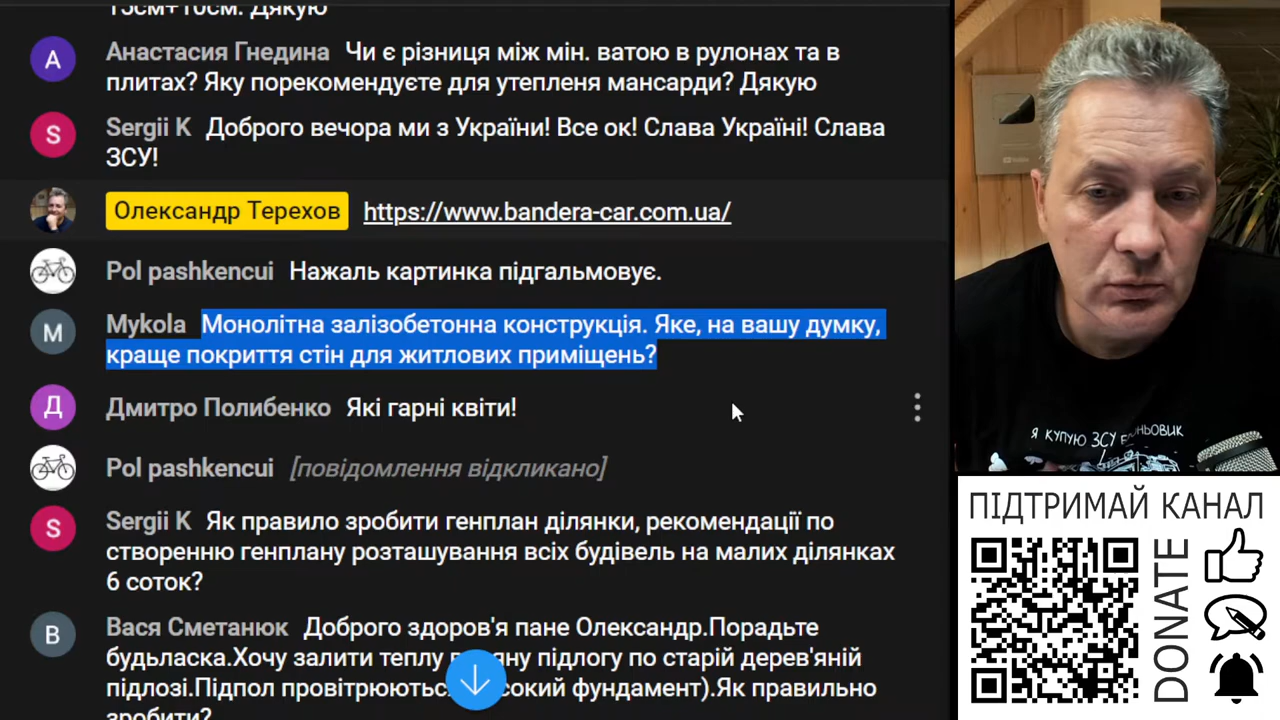 15см+10см. Дякую
А
Анастасия Гнедина Чи є різниця між мін. ватою в рулонах та в
плитах? Яку порекомендуєте для утепленя мансарди? Дякую
S
Sergii K Доброго вечора ми з України! Все ок! Слава Україні! Слава
ЗСУ!
Олександр Терехов https://www.bandera-car.com.ua/
Pol pashkencui Нажаль картинка підгальмовує.
M
Mykola Монолітна залізобетонна конструкція. Яке, на вашу думку,
краще покриття стін для житлових приміщень?
Д
Дмитро Полибенко Які гарні квіти!
Pol pashkencui [повідомлення відкликано]
S
Sergii K Як правило зробити генплан ділянки, рекомендації по
створенню генплану розташування всіх будівель на малих ділянках
6 соток?
В
Вася Сметанюк Доброго здоров'я пане Олександр.Порадьте
будьласка.Хочу залити теплу підлогу по старій дерев'яній
підлозі.Підпол фундамент).Як правильно
зробити?
Я КУПУЮ ЗСУ
ПІДТРИМАЙ КАНАЛ
DONATE